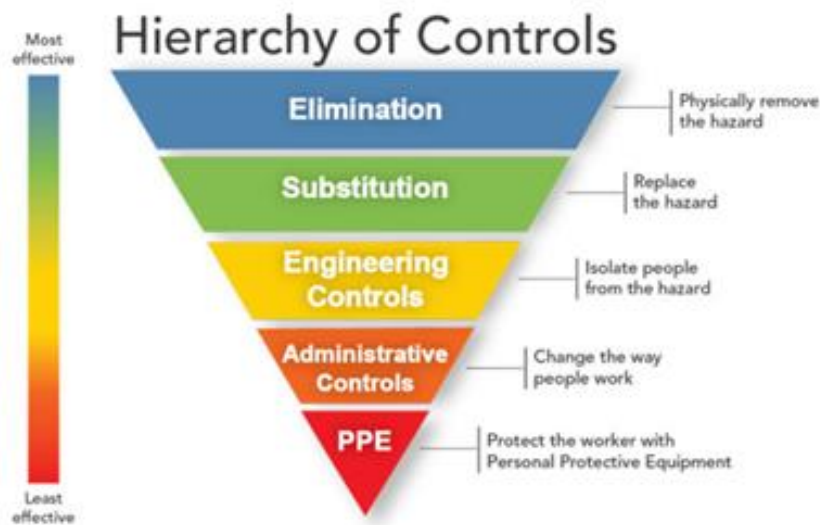 Hierarchy of Controls
Most
effective
Elimination
Physically remove
the hazard
Substitution
Replace
the hazard
Engineering
Controls
Isolate people
from the hazard
Administrative
Controls
Change the way
people work
PPE
Protect the worker with
Personal Protective Equipment
Least
effective